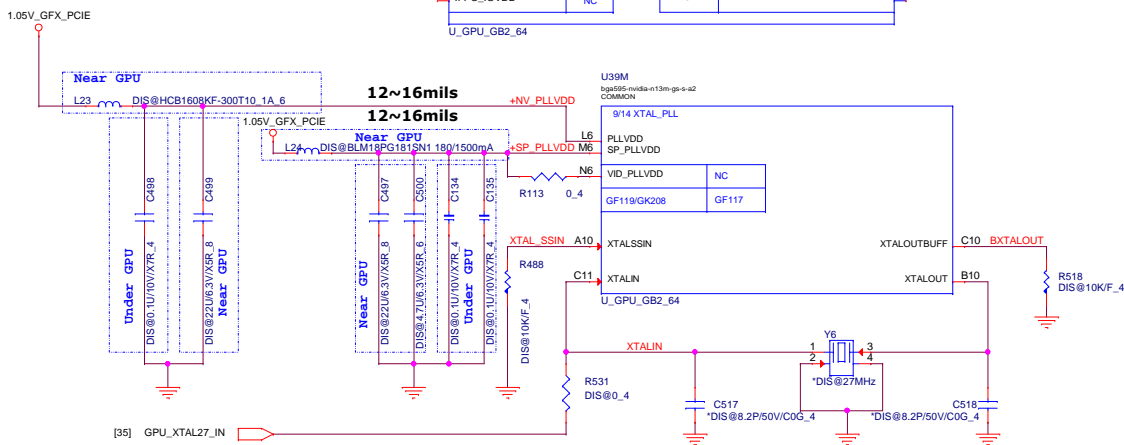 NC
U_GPU_GB2_64
1.05V_GFX_PCIE
Near GPU
L23
DIS@HCB1608KF-300T10_1A_6
12~16mils
+NV_PLLVDD
12~16mils
1.05V_GFX_PCIE
Near GPU
L24
DIS@BLM18PG181SN1 180/1500mA
+SP_PLLVDD
U39M
bga595-nvidia-n13m-gs-s-a2
COMMON
9/14 XTAL_PLL
L6
PLLVDD
M6
SP_PLLVDD
N6
VID_PLLVDD
NC
GF119/GK208
GF117
R113
0_4
C498
C499
C497
C500
C134
C135
Under GPU
DIS@0.1U/10V/X7R_4
DIS@22U/6.3V/X5R_8
Near GPU
Near GPU
DIS@22U/6.3V/X5R_8
DIS@4.7U/6.3V/X5R_6
DIS@0.1U/10V/X7R_4
DIS@0.1U/10V/X7R_4
Under GPU
XTAL_SSIN
A10
XTALSSIN
XTALOUTBUFF
C10
BXTALOUT
R488
DIS@10K/F_4
C11
XTALIN
XTALOUT
B10
R518
DIS@10K/F_4
U_GPU_GB2_64
XTALIN
Y6
1
2
3
4
*DIS@27MHz
R531
DIS@0_4
C517
*DIS@8.2P/50V/C0G_4
C518
*DIS@8.2P/50V/C0G_4
[35]
GPU_XTAL27_IN